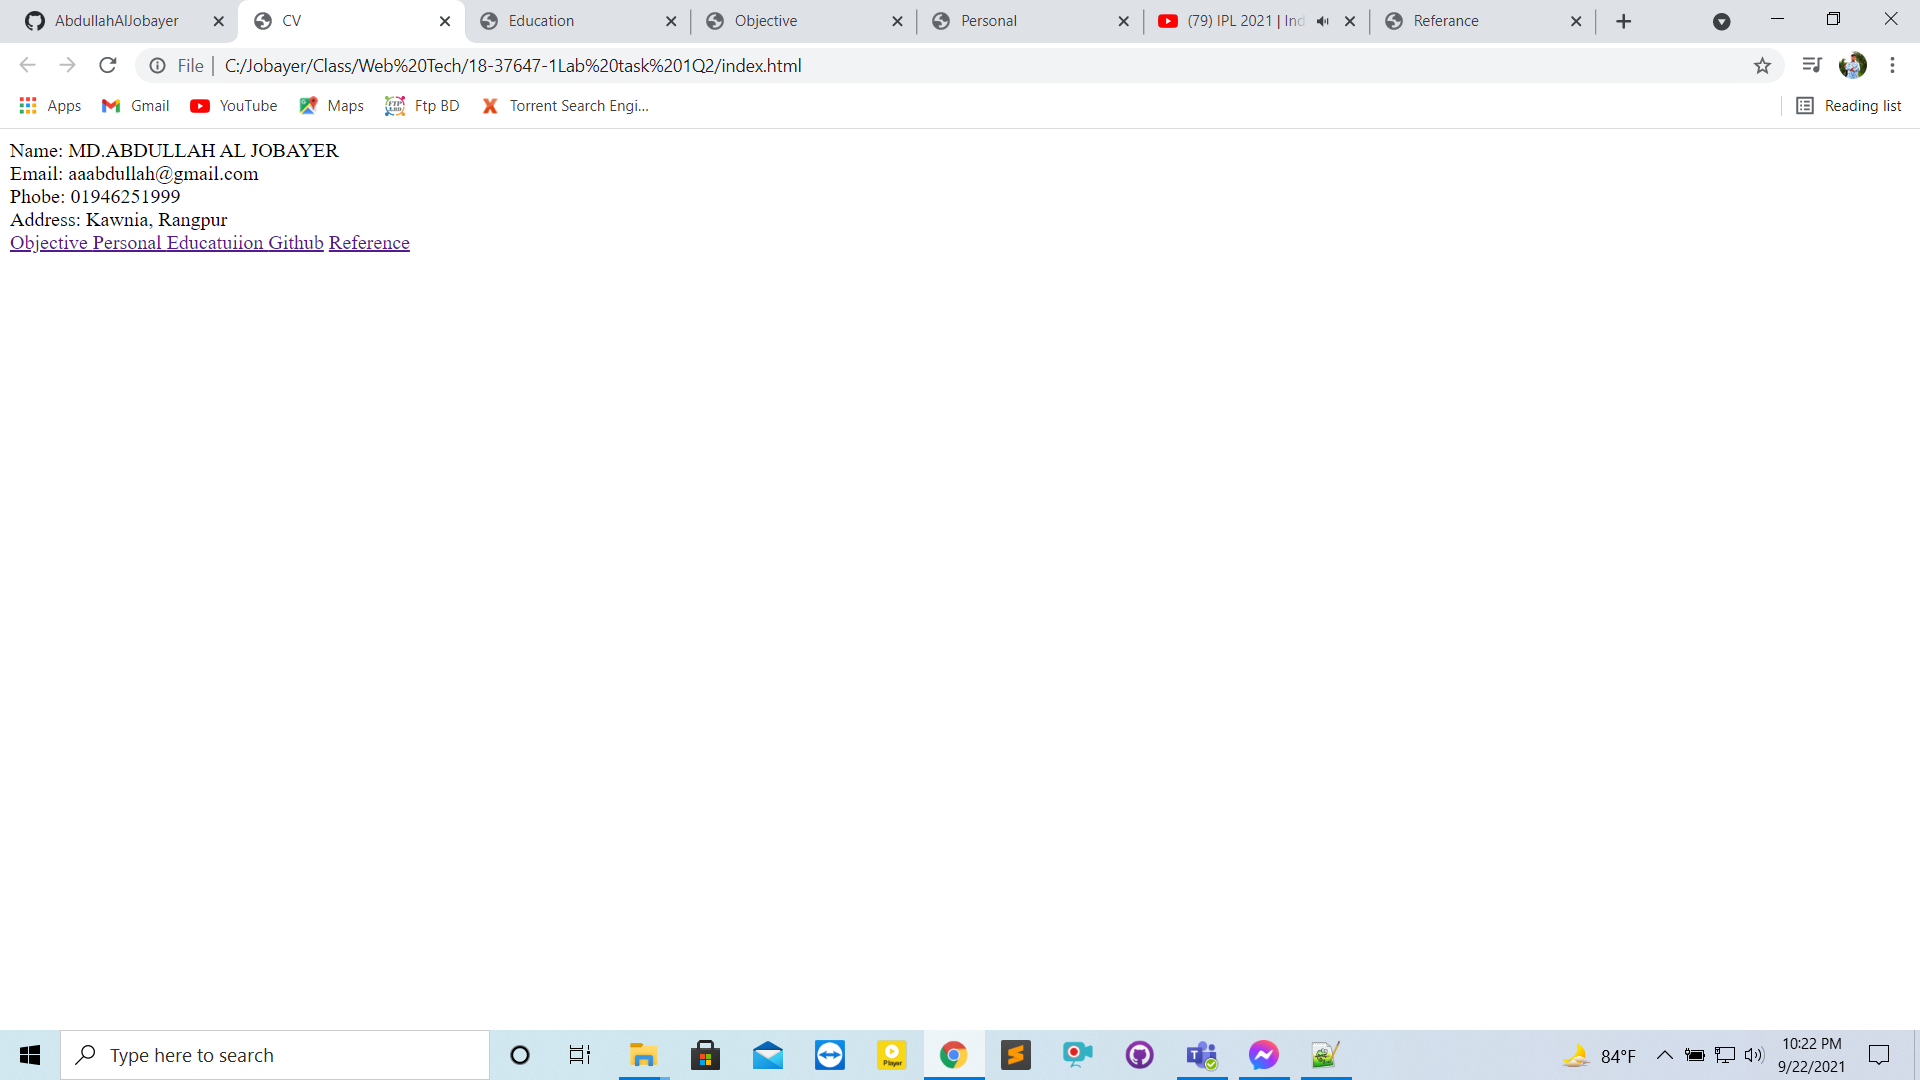 AbdullahAlJobayer CV Education Objective Personal (79) IPL 2021 | Ind Referance
File C:/Jobayer/Class/Web%20Tech/18-37647-1Lab%20task%201Q2/index.html
Apps Gmail YouTube Maps Ftp BD Torrent Search Engi... Reading list
Name: MD.ABDULLAH AL JOBAYER
Email: aaabdullah@gmail.com
Phobe: 01946251999
Address: Kawnia, Rangpur
Objective Personal Educatuiion Github Reference
Type here to search Player 84°F 10:22 PM
9/22/2021